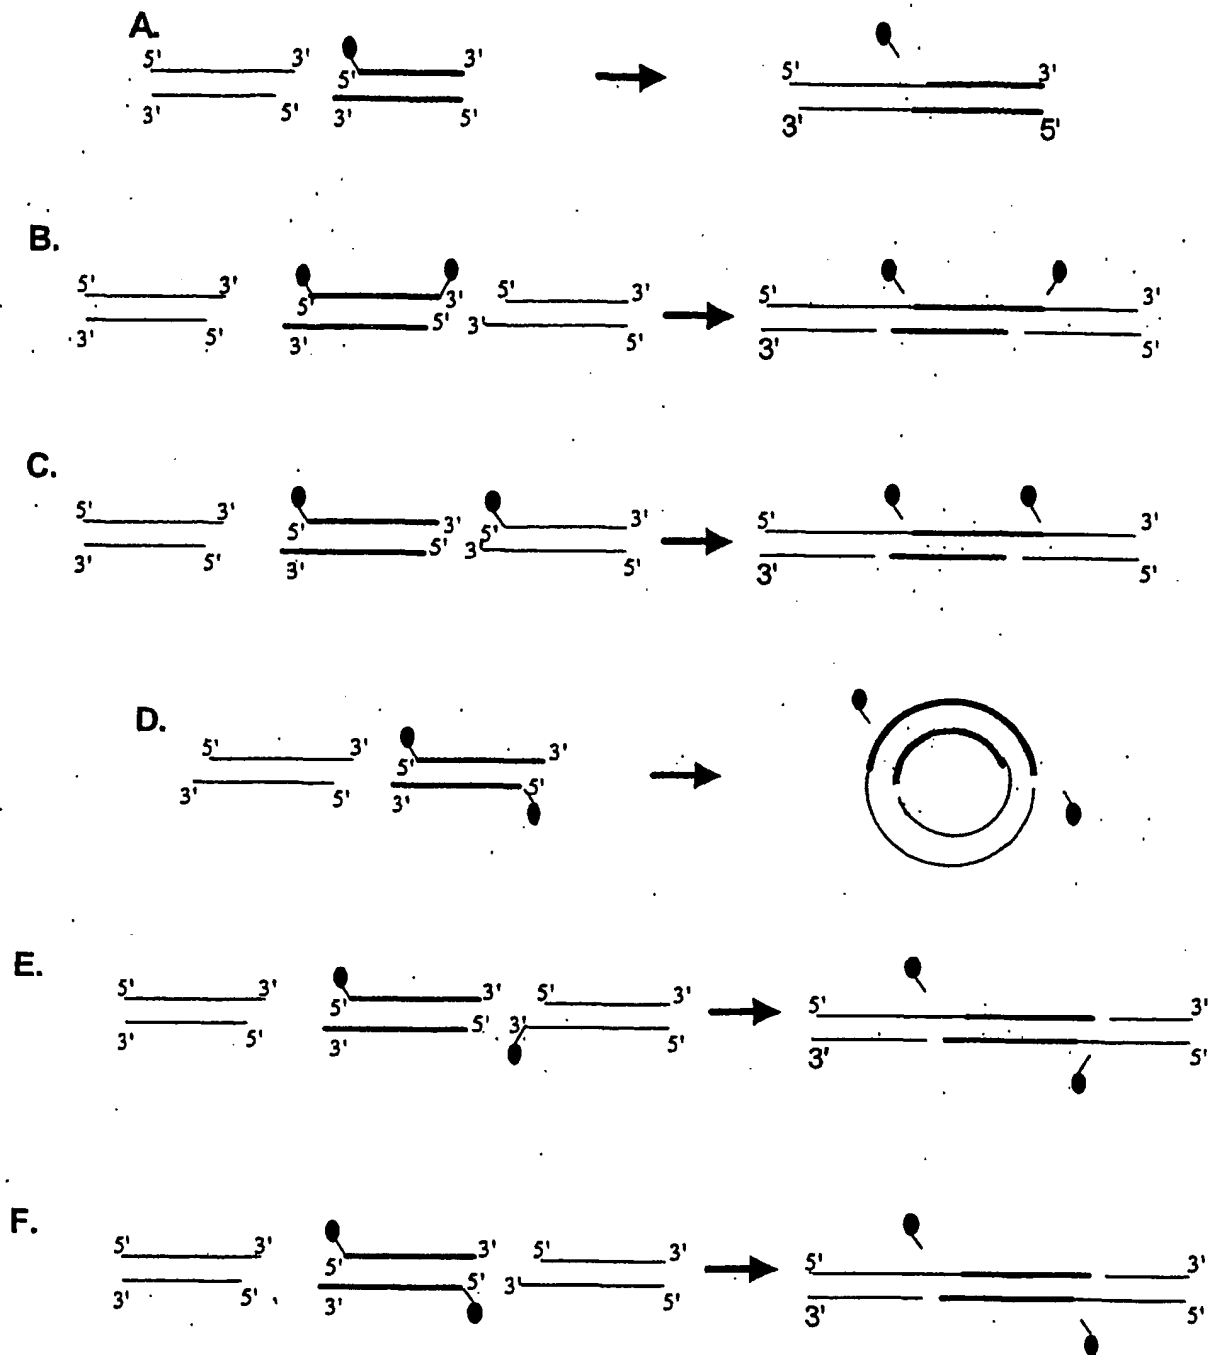 A.
5' 3' 5' 3' 5' 3'
3' 5' 3' 5' 3' 5'
B.
5' 3' 5' 3' 5' 3' 5' 3'
3' 5' 3' 5' 3' 5' 3' 5'
C.
5' 3' 5' 3' 5' 3' 5' 3'
3' 5' 3' 5' 3 5' 3' 5'
D.
5' 3' 5' 3'
3' 5' 3' 5'
E.
5' 3' 5' 3' 5' 3' 5' 3'
3' 5' 3' 5' 3' 5' 3' 5'
F.
5' 3' 5' 3' 5' 3' 5' 3'
3' 5' 3' 5' 3' 5' 3' 5'